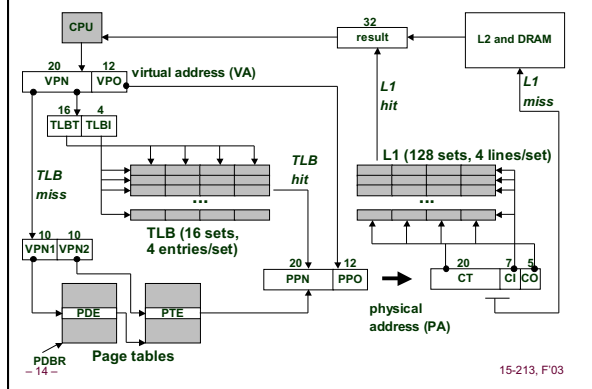 CPU
32
result
L2 and DRAM
20 12
VPN VPO
virtual address (VA)
16 4
TLBT TLBI
L1
hit
L1
miss
TLB
miss
TLB
hit
L1 (128 sets, 4 lines/set)
...
...
TLB (16 sets,
4 entries/set)
10 10
VPN1 VPN2
20 12
PPN PPO
20 7 5
CT CI CO
physical
address (PA)
PDE PTE
PDBR
Page tables
– 14 –
15-213, F'03